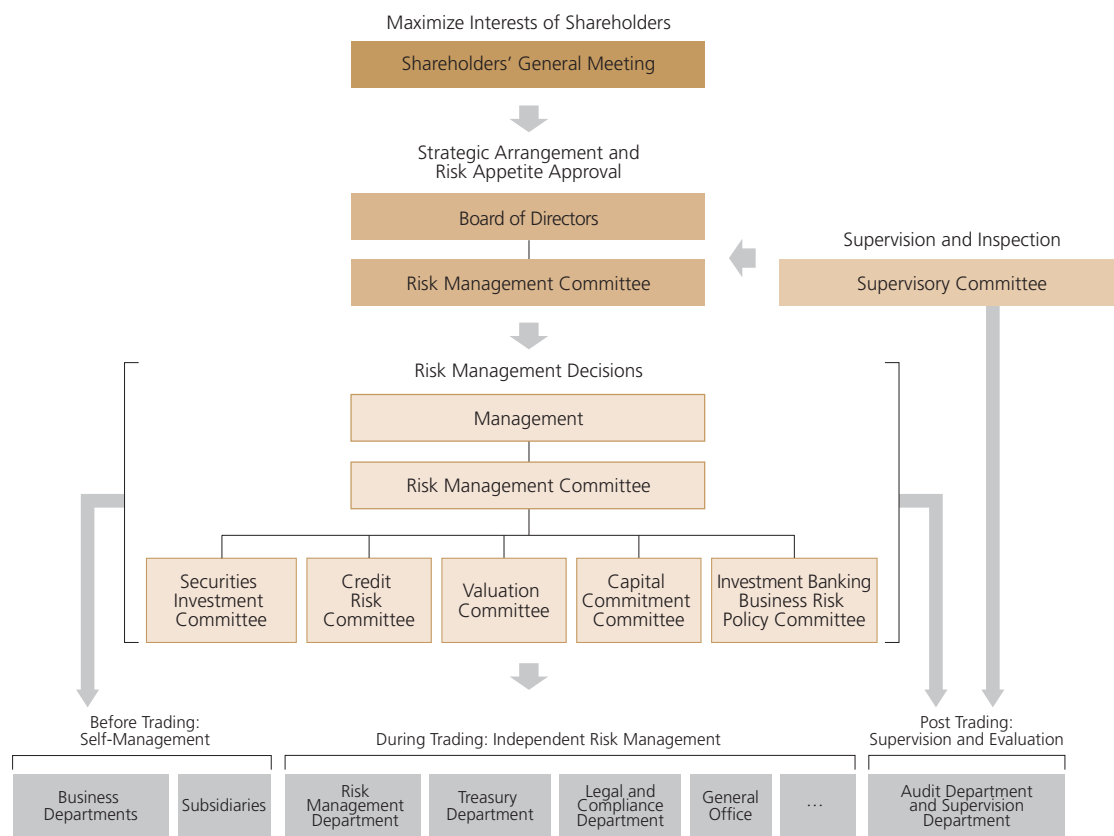 Maximize Interests of Shareholders
Shareholders’ General Meeting
Strategic Arrangement and
Risk Appetite Approval
Board of Directors
Risk Management Committee
Supervision and Inspection
Supervisory Committee
Risk Management Decisions
Management
Risk Management Committee
Securities
Investment
Committee
Credit
Risk
Committee
Valuation
Committee
Capital
Commitment
Committee
Investment Banking
Business Risk
Policy Committee
Before Trading:
Self-Management
During Trading: Independent Risk Management
Post Trading:
Supervision and Evaluation
Business
Departments
Subsidiaries
Risk
Management
Department
Treasury
Department
Legal and
Compliance
Department
General
Office
…
Audit Department
and Supervision
Department